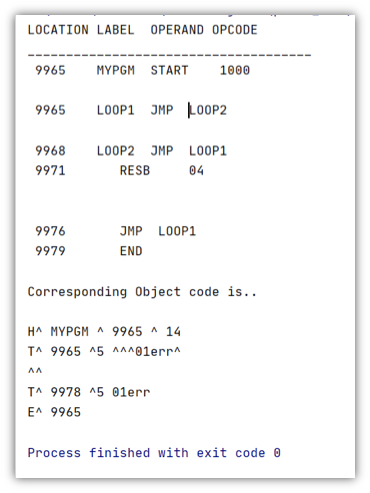 LOCATION LABEL  OPERAND OPCODE
____________________________________
 9965    MYPGM  START    1000
 9965    LOOP1  JMP  LOOP2
 9968    LOOP2  JMP  LOOP1
 9971       RESB     04
 9976       JMP  LOOP1
 9979       END
Corresponding Object code is..
H^ MYPGM ^ 9965 ^ 14
T^ 9965 ^5 ^^^01err^
^^
T^ 9978 ^5 01err
E^ 9965
Process finished with exit code 0